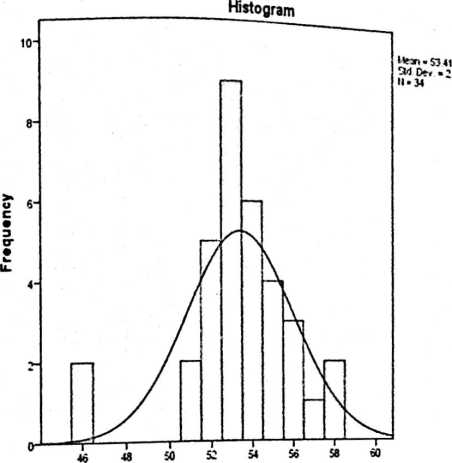 Histogram
Mean = 53.41
Std. Dev. = 2
N = 34
Frequency
10
8
6
4
2
0
46 48 50 52 54 56 58 60